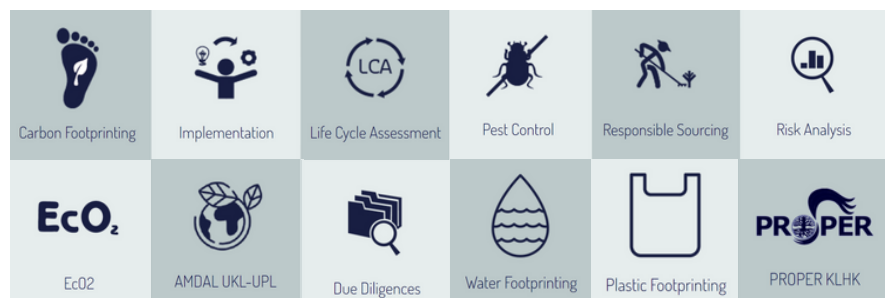 LCA
Carbon Footprinting
Implementation
Life Cycle Assessment
Pest Control
Responsible Sourcing
Risk Analysis
EcO₂
PROPER
EcO2
AMDAL UKL-UPL
Due Diligences
Water Footprinting
Plastic Footprinting
PROPER KLHK